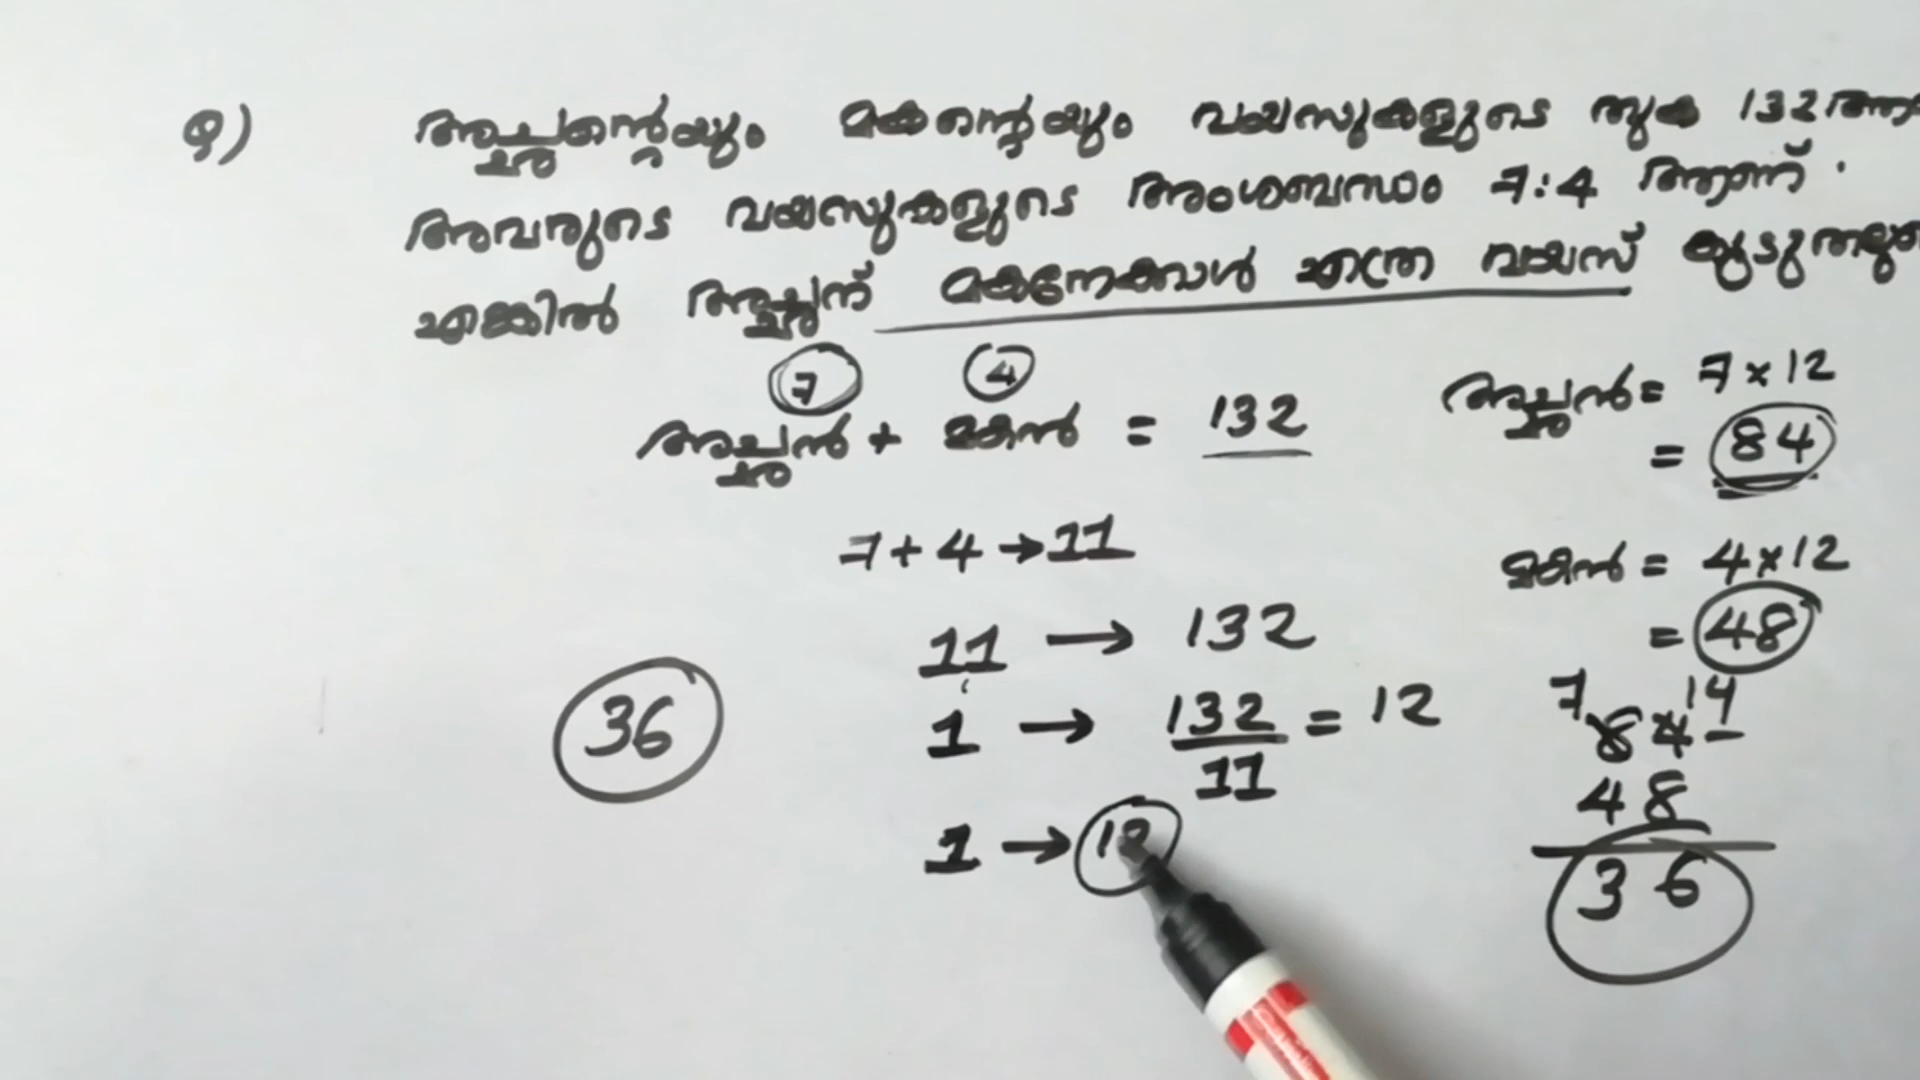 Q) അച്ഛന്റെയും മകന്റെയും വയസുകളുടെ തുക 132
അവരുടെ വയസുകളുടെ അംശബന്ധം 7:4 ആണ്.
എങ്കിൽ അച്ഛന് മകനേക്കാൾ എത്ര വയസ്
7 4
അച്ഛൻ + മകൻ = 132
7+4→11
11 → 132
1 → 132/11 = 12
1 → 12
36
അച്ഛൻ = 7×12
= 84
മകൻ = 4×12
= 48
7 14
84 -
48
36